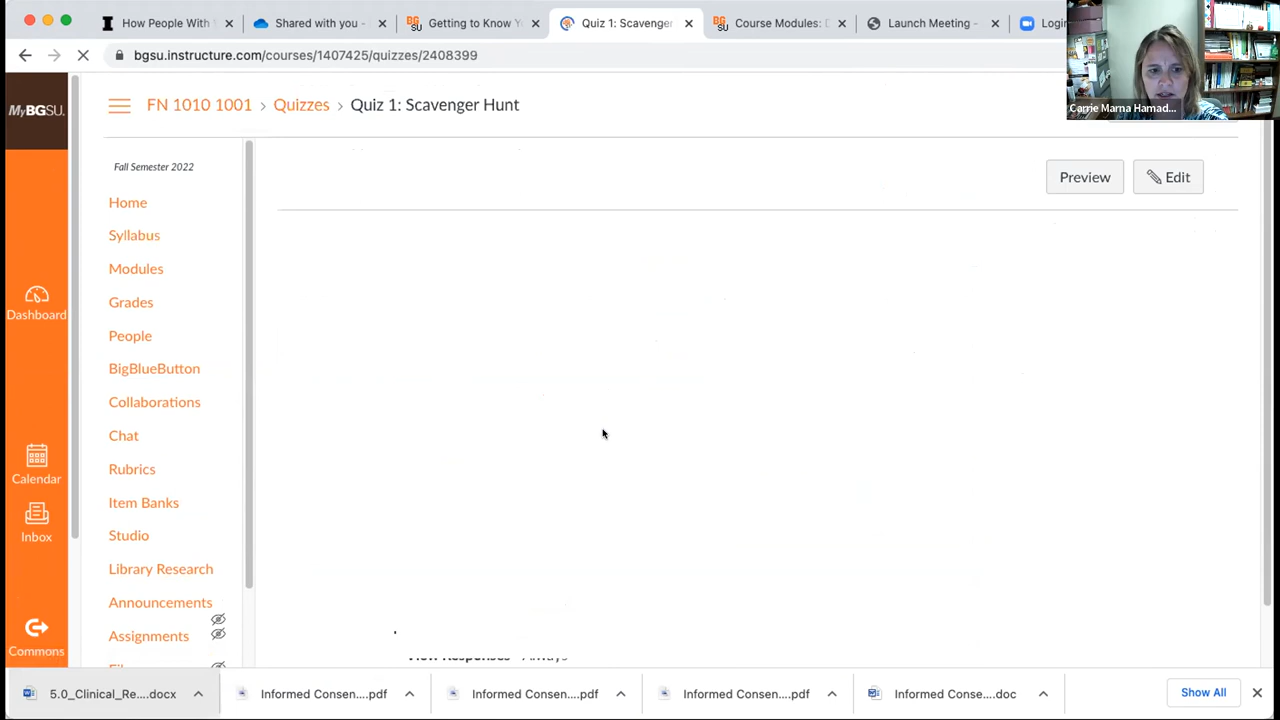 How People With
Shared with you -
Getting to Know Y
Quiz 1: Scavenger
Course Modules: D
Launch Meeting -
Login
bgsu.instructure.com/courses/1407425/quizzes/2408399
Carrie Marna Hamad...
MyBGSU.
FN 1010 1001 › Quizzes › Quiz 1: Scavenger Hunt
Fall Semester 2022
Preview
Edit
Home
Syllabus
Modules
Grades
People
BigBlueButton
Collaborations
Chat
Rubrics
Item Banks
Studio
Library Research
Announcements
Assignments
Dashboard
Calendar
Inbox
Commons
View Responses Always
5.0_Clinical_Re....docx
Informed Consen....pdf
Informed Consen....pdf
Informed Consen....pdf
Informed Conse....doc
Show All